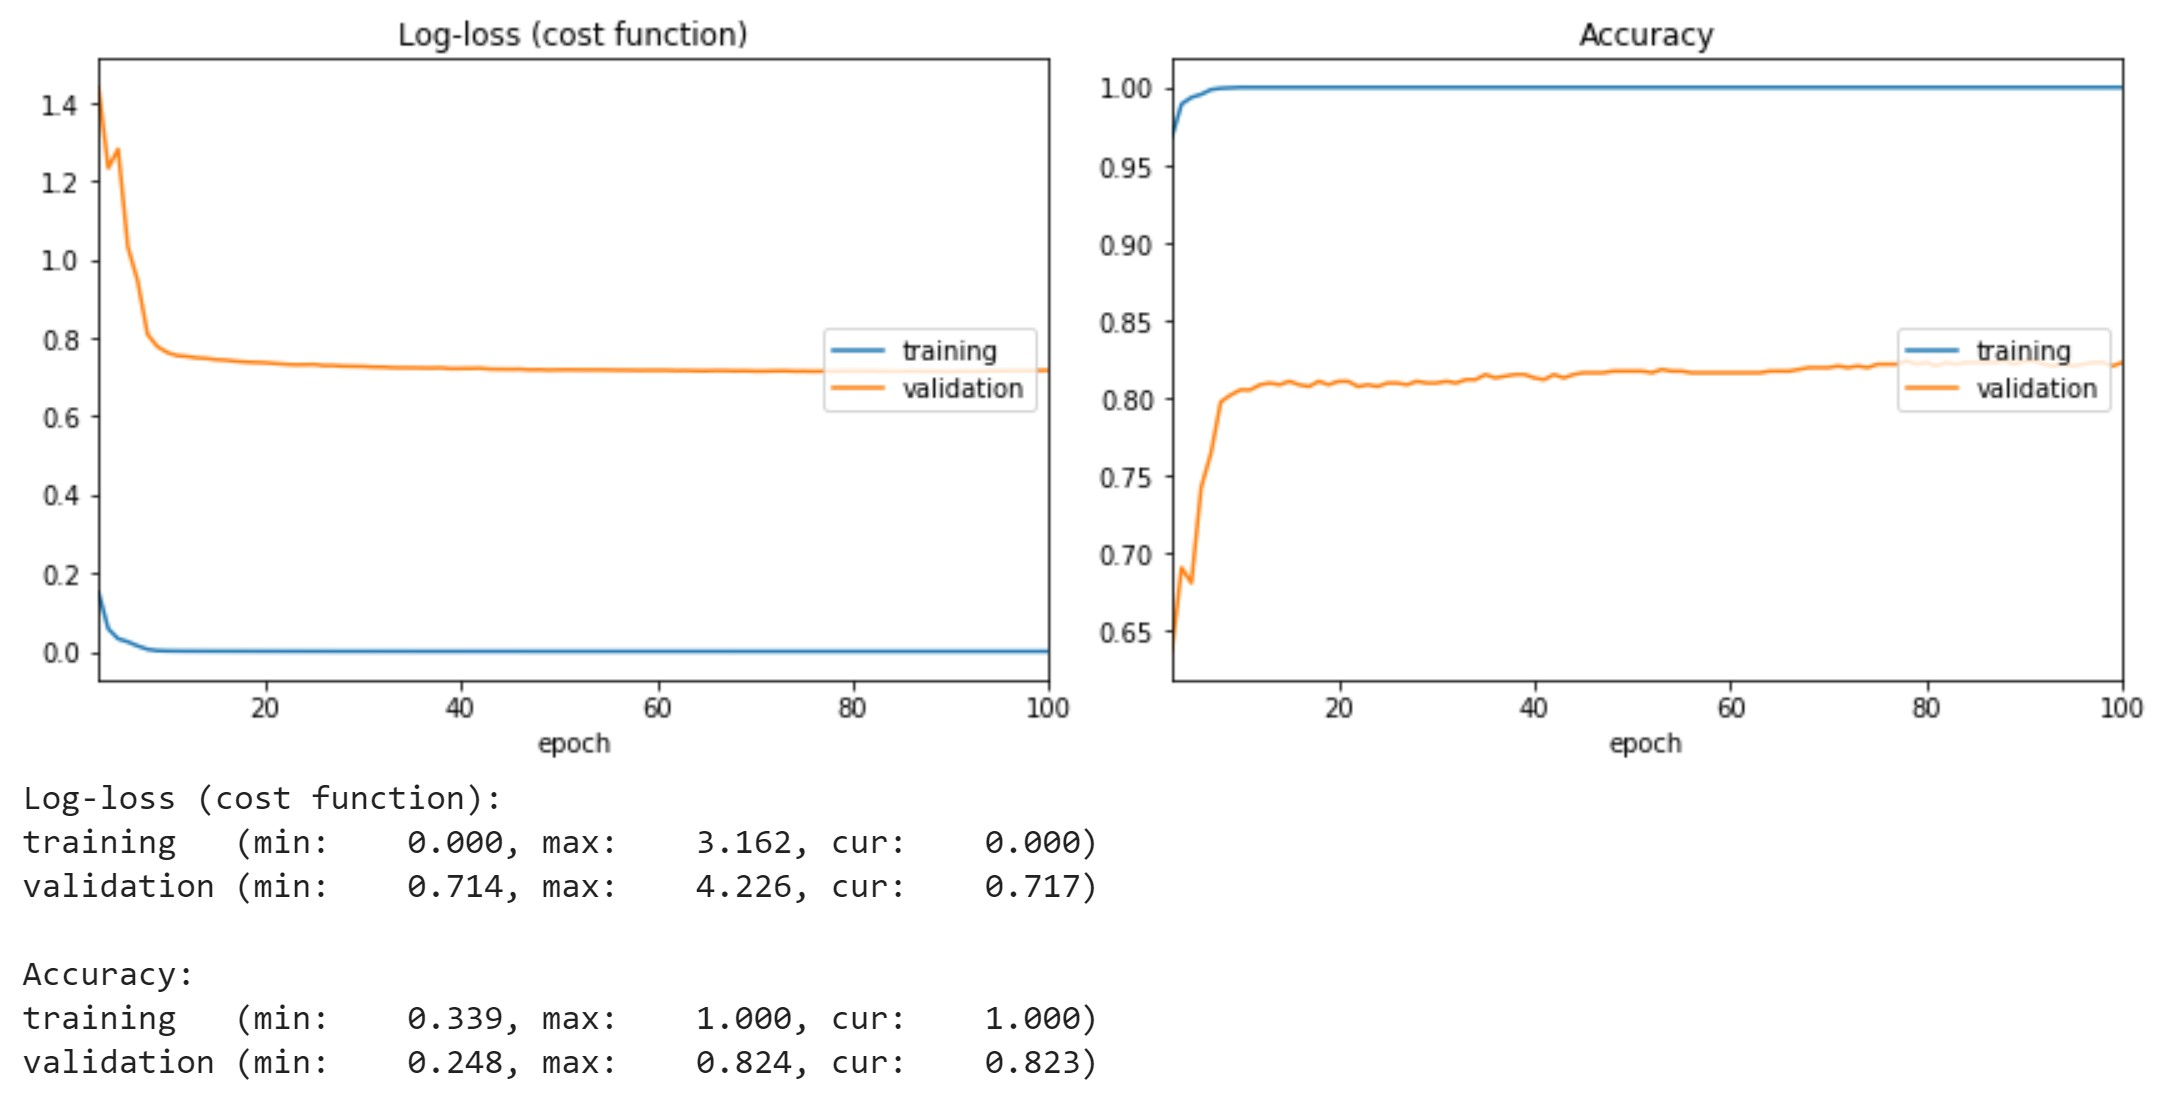 Log-loss (cost function)
1.4
1.2
1.0
0.8
0.6
0.4
0.2
0.0
20 40 60 80 100
epoch
training
validation
Accuracy
1.00
0.95
0.90
0.85
0.80
0.75
0.70
0.65
20 40 60 80 100
epoch
training
validation
Log-loss (cost function):
training   (min:    0.000, max:    3.162, cur:    0.000)
validation (min:    0.714, max:    4.226, cur:    0.717)
Accuracy:
training   (min:    0.339, max:    1.000, cur:    1.000)
validation (min:    0.248, max:    0.824, cur:    0.823)